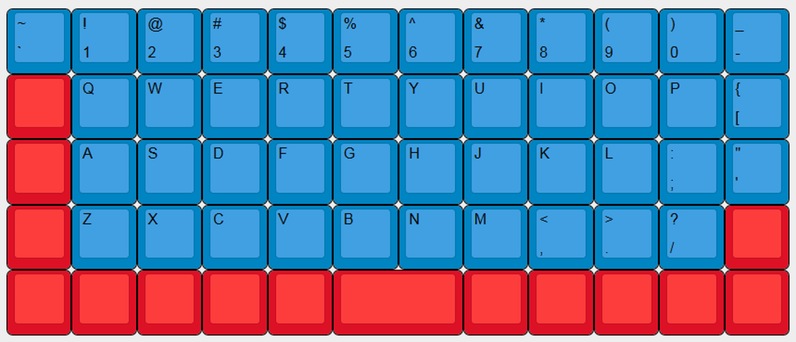 ~ ! @ # $ % ^ & * ( ) _
` 1 2 3 4 5 6 7 8 9 0 -
Q W E R T Y U I O P {
[
A S D F G H J K L : "
; '
Z X C V B N M < > ?
, . /